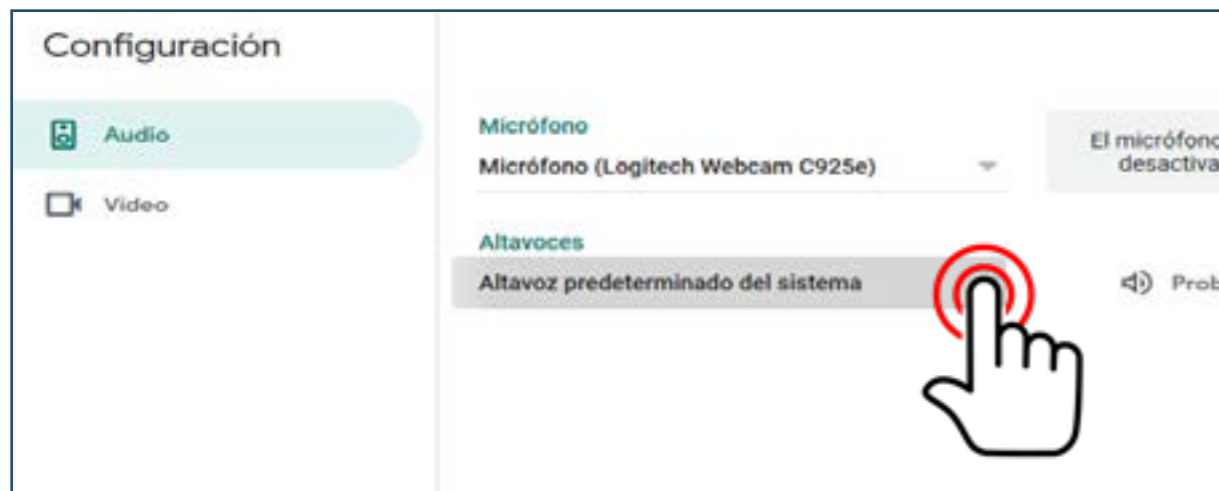 Configuración
Audio
Video
Micrófono
Micrófono (Logitech Webcam C925e)
El micrófono
desactiva
Altavoces
Altavoz predeterminado del sistema
Prob